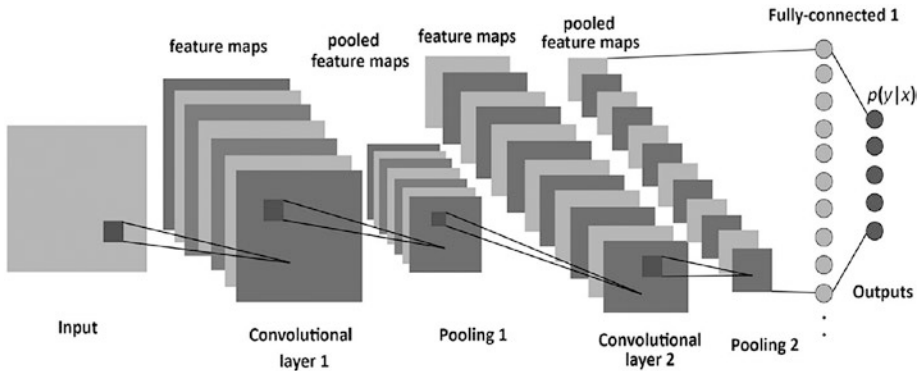 Fully-connected 1
feature maps
pooled
feature maps
feature maps
pooled
feature maps
p(y|x)
Input
Convolutional
layer 1
Pooling 1
Convolutional
layer 2
Pooling 2
Outputs